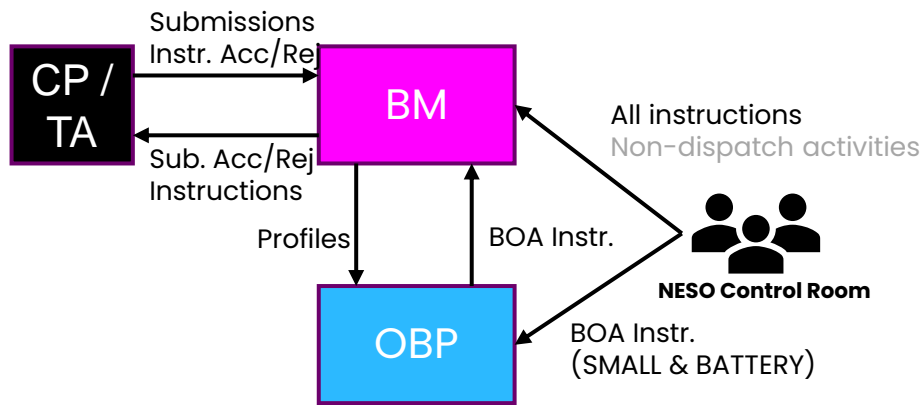 Submissions
Instr. Acc/Rej
CP /
TA
BM
Sub. Acc/Rej
Instructions
All instructions
Non-dispatch activities
Profiles
BOA Instr.
NESO Control Room
OBP
BOA Instr.
(SMALL & BATTERY)